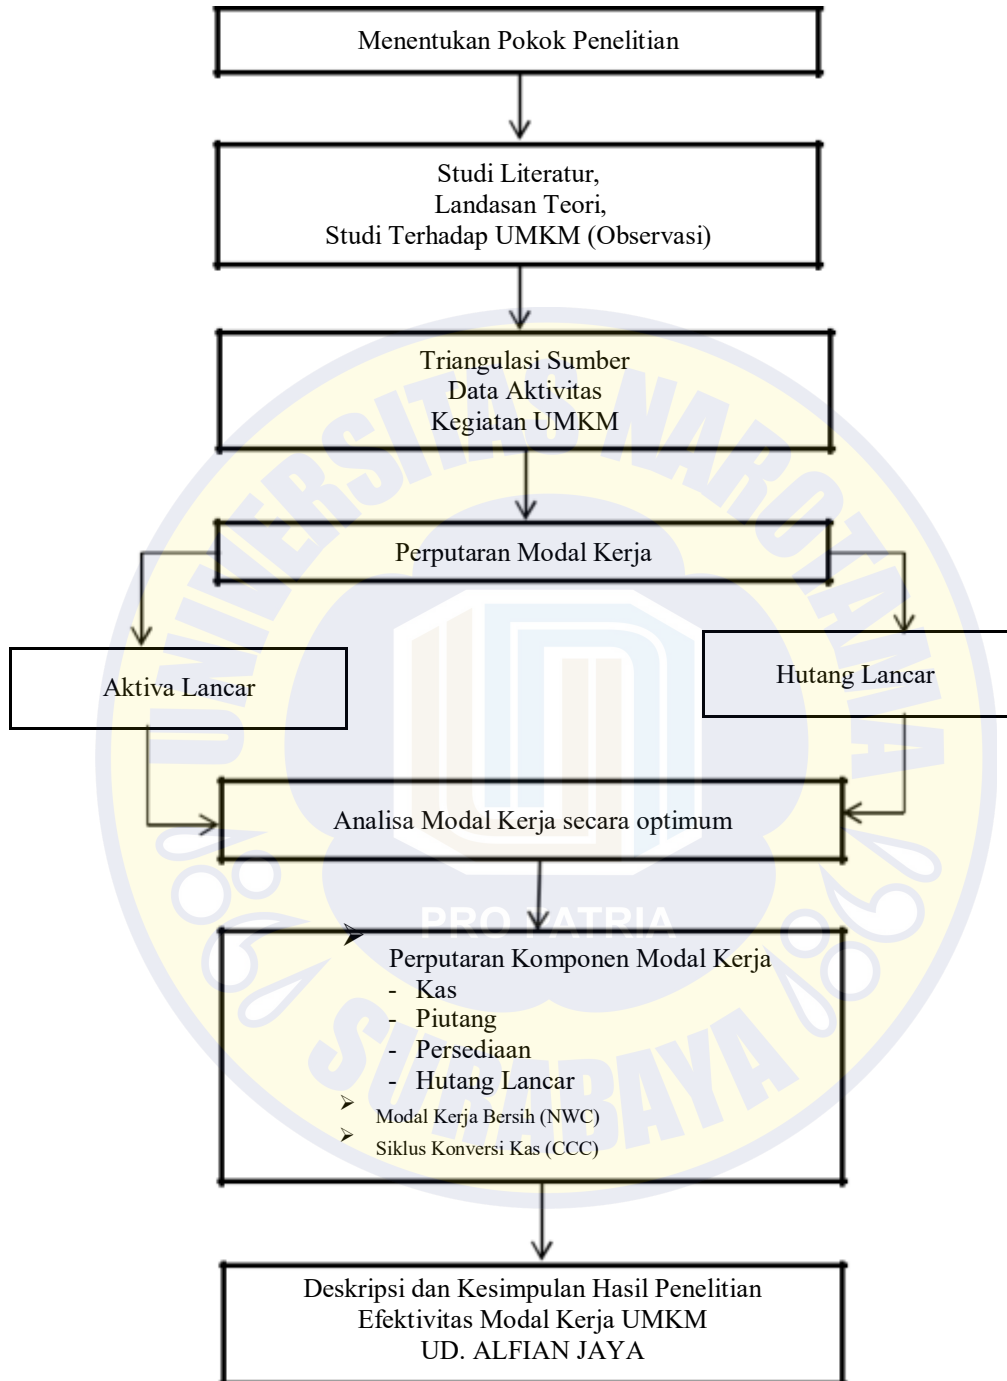 Menentukan Pokok Penelitian
Studi Literatur,
Landasan Teori,
Studi Terhadap UMKM (Observasi)
Triangulasi Sumber
Data Aktivitas
Kegiatan UMKM
Perputaran Modal Kerja
Aktiva Lancar
Hutang Lancar
Analisa Modal Kerja secara optimum
➤ Perputaran Komponen Modal Kerja
- Kas
- Piutang
- Persediaan
- Hutang Lancar
➤ Modal Kerja Bersih (NWC)
➤ Siklus Konversi Kas (CCC)
Deskripsi dan Kesimpulan Hasil Penelitian
Efektivitas Modal Kerja UMKM
UD. ALFIAN JAYA
UNIVERSITAS NAROTAMA
PRO PATRIA
SURABAYA